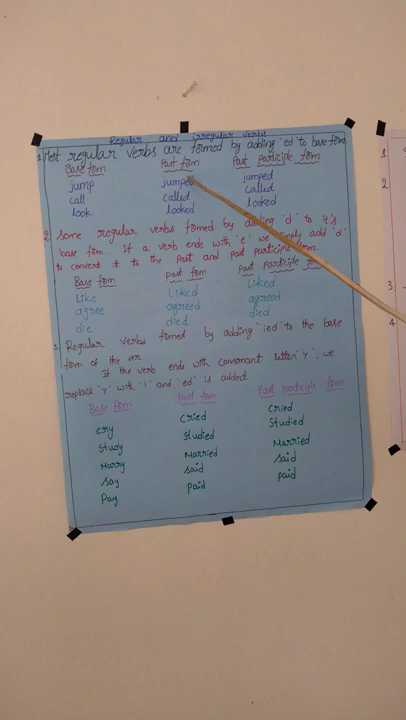 Regular and irregular verbs
1. Most regular verbs are formed by adding 'ed' to base form
Base form Past form Past participle form
jump jumped jumped
call called called
look looked looked
2. Some regular verbs formed by adding 'd' to it's
base form. If a verb ends with 'e' we simply add 'd'
to convert it to the Past and past participle form
Base form past form past participle
Like Liked Liked
agree agreed agreed
die died died
3. Regular verbs formed by adding 'ied' to the base
form of the ver.
If the verb ends with consonant letter 'y', we
replace 'y' with 'i' and 'ed' is added
Base form Past form Past participle form
cry cried cried
Study Studied Studied
Marry Married Married
say said said
Pay paid paid
1
2
3
4